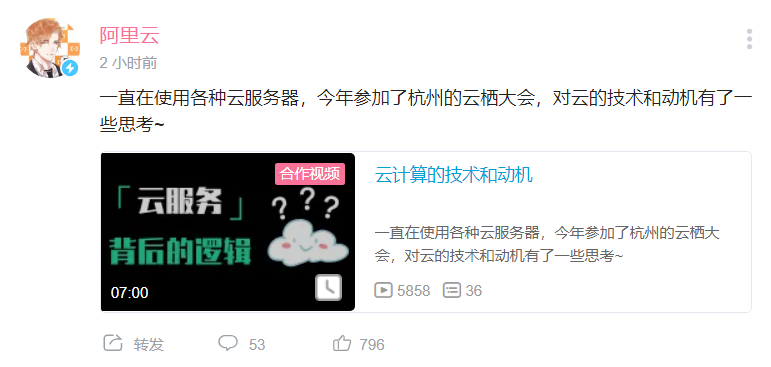 阿里云
2 小时前
一直在使用各种云服务器，今年参加了杭州的云栖大会，对云的技术和动机有了一
些思考~
合作视频
「云服务」
???
背后的逻辑
07:00
云计算的技术和动机
一直在使用各种云服务器，今年参加了杭州的云栖大
会，对云的技术和动机有了一些思考~
5858 36
转发 53 796